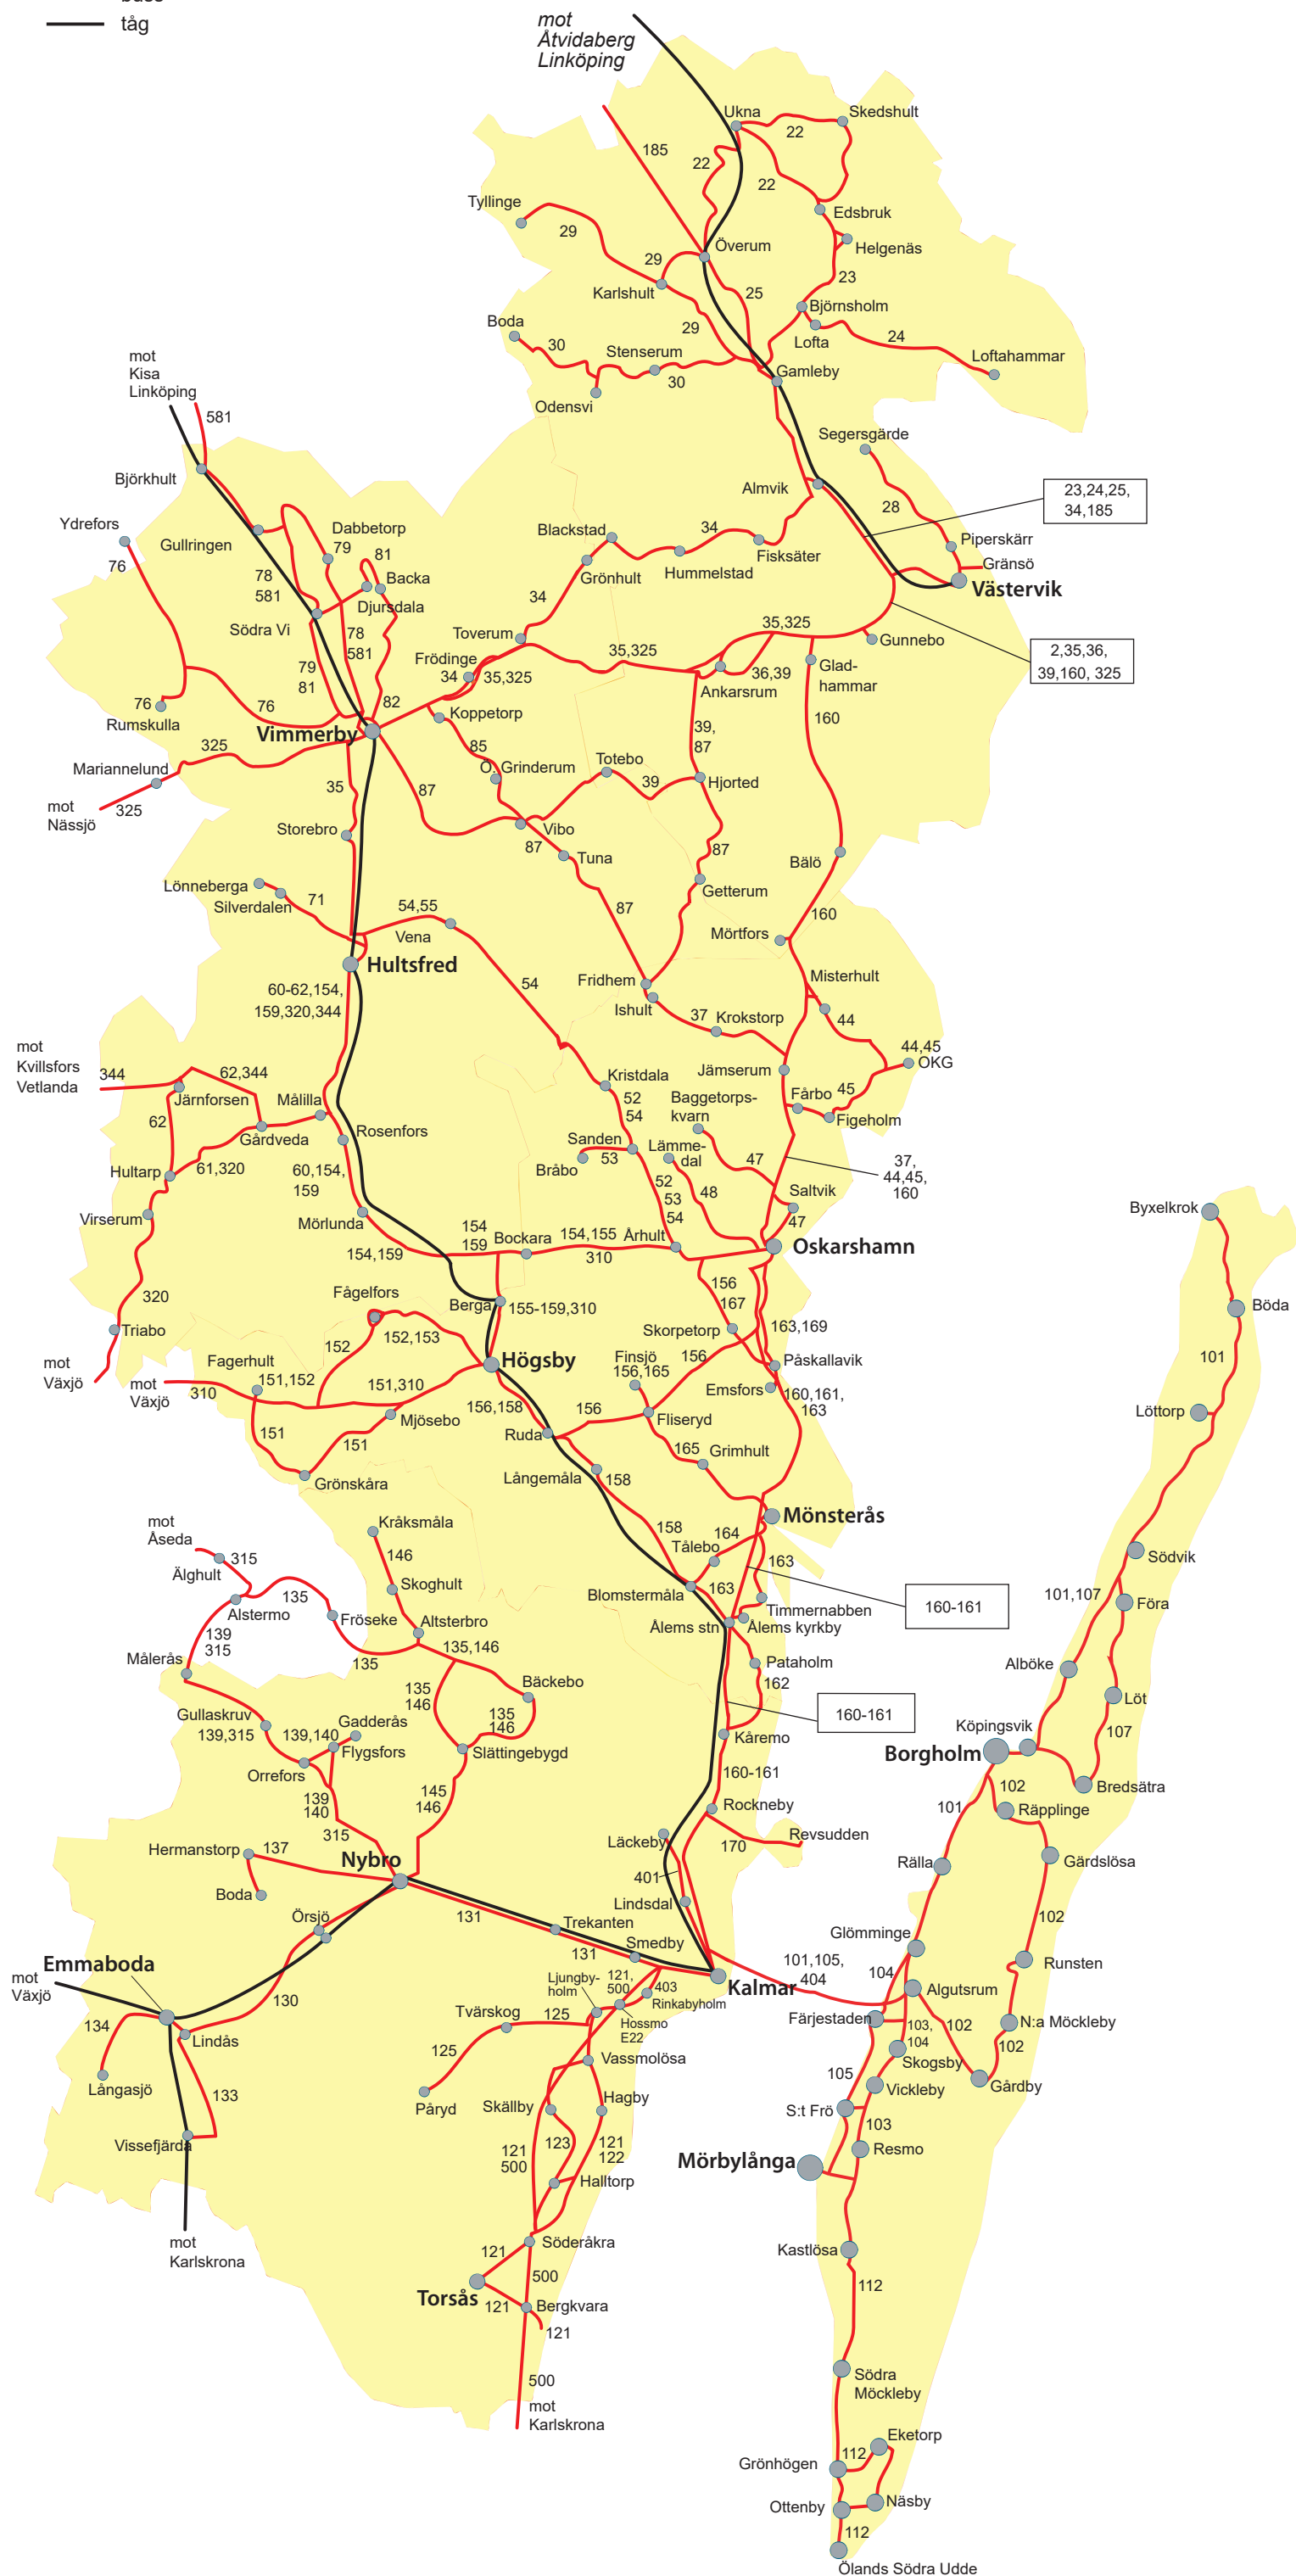 buss
tåg
mot
Åtvidaberg
Linköping
Ukna
Skedshult
22
185
22
22
Tyllinge
Edsbruk
29
Överum
Helgenäs
29
23
Karlshult
25
Björnsholm
Boda
29
Lofta
24
30
Stenserum
Loftahammar
mot
Kisa
Linköping
30
Gamleby
Odensvi
581
Segersgärde
Björkhult
Almvik
23,24,25,
34,185
28
Ydrefors
Dabbetorp
Blackstad
34
Piperskärr
Gullringen
79
81
Fisksäter
Gränsö
76
Grönhult
Hummelstad
78
581
Backa
Västervik
Djursdala
34
Södra Vi
78
581
Toverum
35,325
Gunnebo
2,35,36,
39,160, 325
Frödinge
35,325
79
81
34
35,325
36,39
Glad-
hammar
Ankarsrum
76
76
82
Koppetorp
Rumskulla
160
Vimmerby
39,
87
325
85
Totebo
Mariannelund
Ö. Grinderum
39
Hjorted
35
87
mot
Nässjö
325
Storebro
Vibo
87
Tuna
87
Bälö
Lönneberga
Getterum
Silverdalen
71
54,55
87
160
Vena
Mörtfors
Hultsfred
54
Fridhem
Misterhult
60-62,154,
159,320,344
Ishult
37
Krokstorp
44
mot
Kvillsfors
Vetlanda
44,45
OKG
344
62,344
Kristdala
Jämserum
Järnforsen
Målilla
52
54
Baggetorps-
kvarn
Fårbo
45
62
Rosenfors
Figeholm
Gårdveda
Sanden
Lämme-
dal
Hultarp
61,320
53
47
37,
44,45,
160
60,154,
159
Bråbo
52
53
54
48
Saltvik
Virserum
Mörlunda
47
Byxelkrok
154
159
Bockara
154,155
Århult
154,159
310
Oskarshamn
320
Fågelfors
156
Berga
155-159,310
167
Böda
Triabo
152,153
Skorpetorp
163,169
152
Högsby
Finsjö
156
101
mot
Växjö
Fagerhult
156,165
Påskallavik
mot
Växjö
151,152
151,310
Emsfors
160,161,
163
310
156,158
156
Mjösebo
Fliseryd
Löttorp
151
151
Ruda
165
Grimhult
Grönskåra
Långemåla
158
Kråksmåla
Mönsterås
mot
Åseda
158
164
315
146
Tålebo
Södvik
Älghult
163
135
Skoghult
Blomstermåla
163
101,107
Alstermo
Timmernabben
160-161
Föra
Fröseke
Altsterbro
Ålems stn
Ålems kyrkby
139
315
135,146
Målerås
135
Pataholm
Alböke
Bäckebo
162
135
146
Löt
Gullaskruv
Gadderås
135
146
160-161
139,315
139,140
Köpingsvik
107
Flygsfors
Slättingebygd
Kåremo
Borgholm
Orrefors
160-161
Bredsätra
139
140
145
146
102
101
Rockneby
Räpplinge
315
Läckeby
Revsudden
Hermanstorp
137
170
Nybro
Gärdslösa
Rälla
401
Boda
Lindsdal
131
Trekanten
102
Örsjö
Glömminge
Smedby
Emmaboda
131
101,105,
404
Runsten
mot
Växjö
Ljungby-
holm
121,
500
403
Kalmar
104
Algutsrum
130
Rinkabyholm
Tvärskog
125
Färjestaden
134
Hossmo
E22
103,
104
102
N:a Möckleby
Lindås
102
Vassmolösa
Skogsby
125
105
Långasjö
Vickleby
Gårdby
133
Påryd
Skällby
Hagby
S:t Frö
103
Vissefjärda
121
500
123
121
122
Resmo
Mörbylånga
Halltorp
mot
Karlskrona
Söderåkra
Kastlösa
121
500
112
Torsås
121
Bergkvara
121
500
Södra
Möckleby
mot
Karlskrona
Eketorp
Grönhögen
112
Ottenby
Näsby
112
Ölands Södra Udde